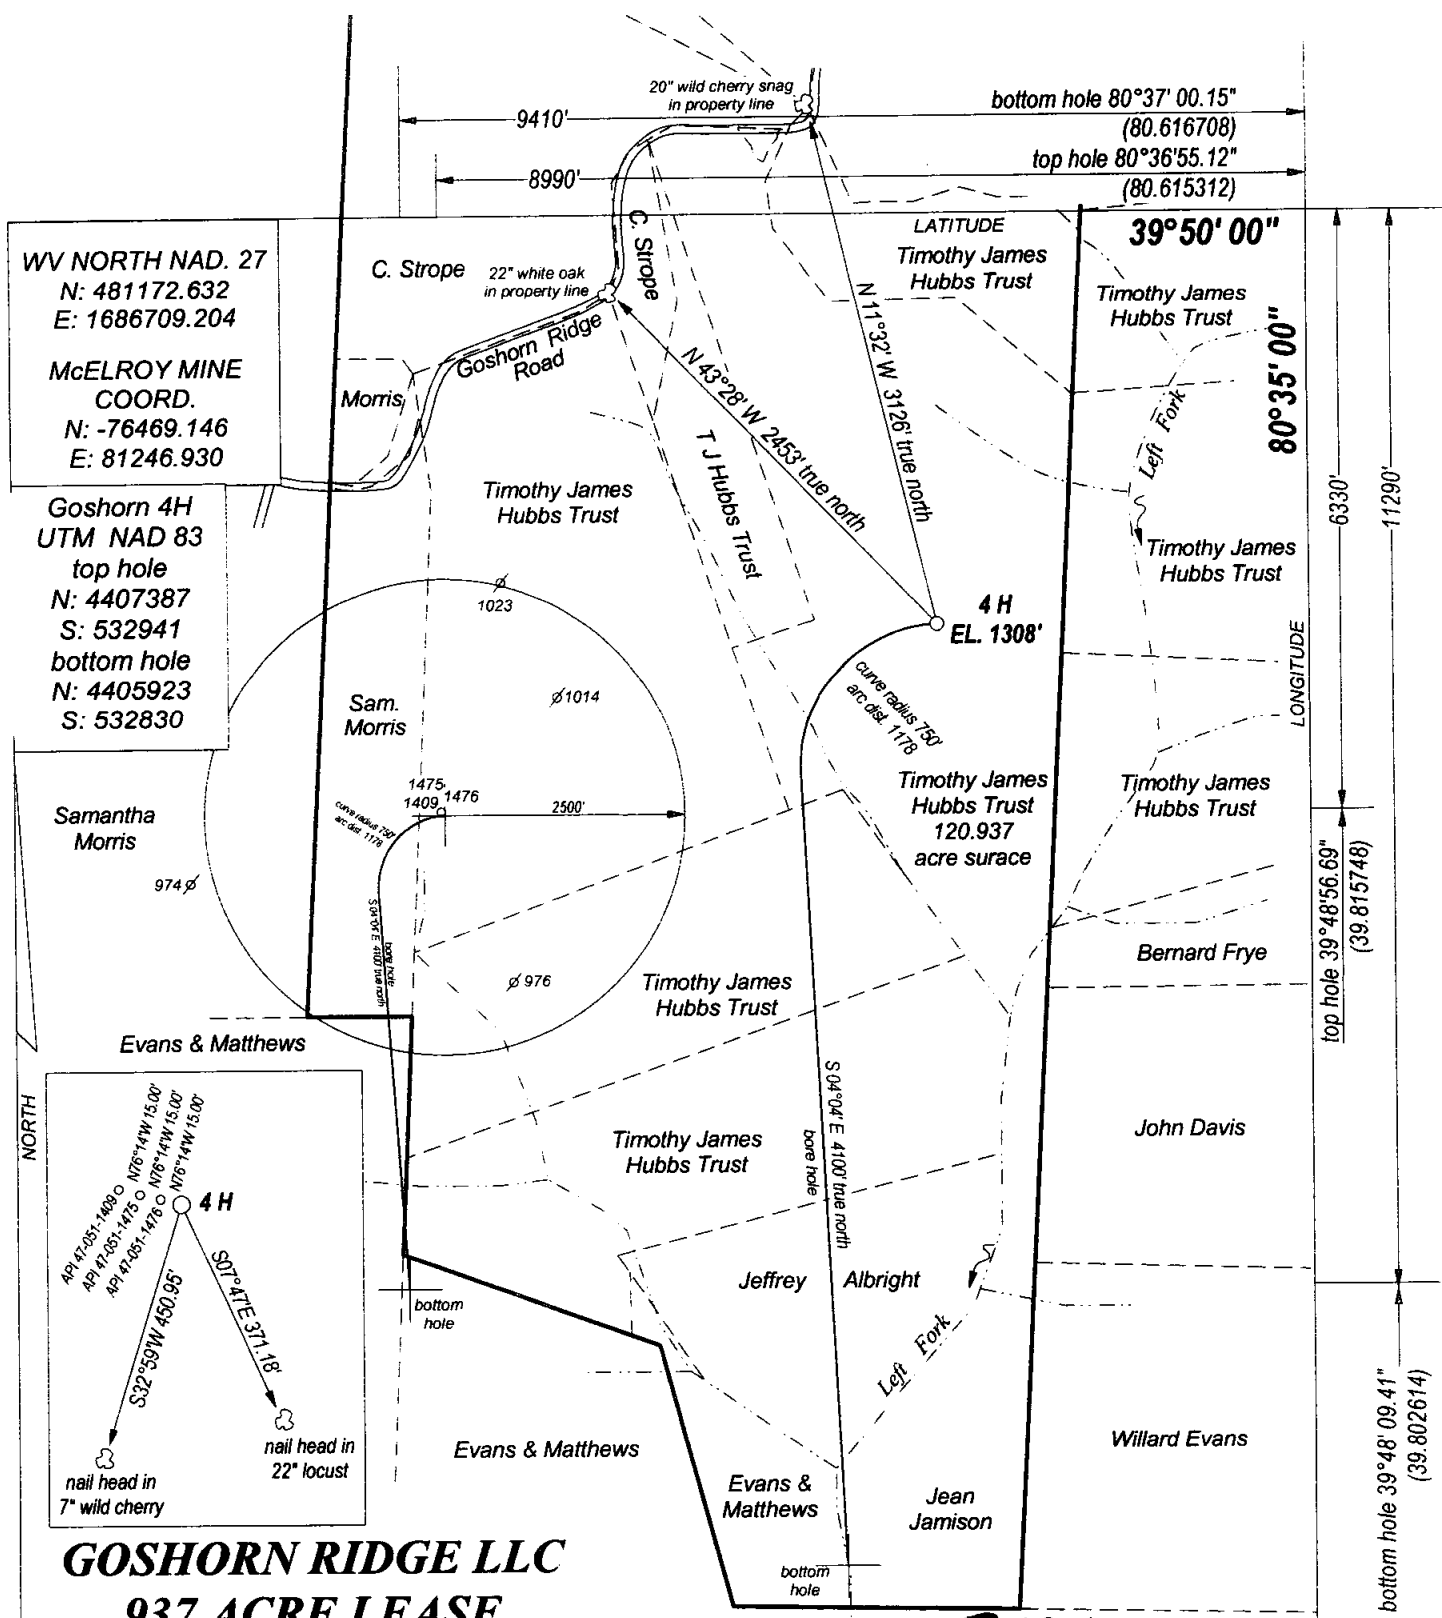 20" wild cherry snag
in property line
bottom hole 80°37' 00.15"
(80.616708)
9410'
top hole 80°36'55.12"
(80.615312)
8990'
WV NORTH NAD. 27
N: 481172.632
E: 1686709.204
McELROY MINE
COORD.
N: -76469.146
E: 81246.930
Goshorn 4H
UTM NAD 83
top hole
N: 4407387
S: 532941
bottom hole
N: 4405923
S: 532830
C. Strope
22" white oak
in property line
C. Strope
Goshorn Ridge
Road
Morris
LATITUDE
39°50' 00"
Timothy James
Hubbs Trust
Timothy James
Hubbs Trust
80°35' 00"
N 11°32' W 3126' true north
N 43°28' W 2453' true north
T J Hubbs Trust
Timothy James
Hubbs Trust
Left Fork
6330'
11290'
Timothy James
Hubbs Trust
1023
4 H
EL. 1308'
LONGITUDE
1014
curve radius 750'
arc dist. 1178
Sam.
Morris
1475
1409
1476
2500'
curve radius 750'
arc dist. 1178
Timothy James
Hubbs Trust
120.937
acre surace
Timothy James
Hubbs Trust
Samantha
Morris
974
S 04°04' E 4100' true north
bore hole
top hole 39°48'56.69"
(39.815748)
Bernard Frye
976
Timothy James
Hubbs Trust
Evans & Matthews
NORTH
N76°14'W 15.00'
N76°14'W 15.00'
N76°14'W 15.00'
API 47-051-1409
API 47-051-1475
API 47-051-1476
4 H
S32°59'W 450.95'
S07°47'E 371.18'
nail head in
22" locust
nail head in
7" wild cherry
Timothy James
Hubbs Trust
S 04°04' E 4100' true north
bore hole
John Davis
Jeffrey Albright
bottom
hole
Left Fork
Evans & Matthews
Willard Evans
bottom hole 39°48' 09.41"
(39.802614)
Evans &
Matthews
Jean
Jamison
bottom
hole
GOSHORN RIDGE LLC
937 ACRE LEASE